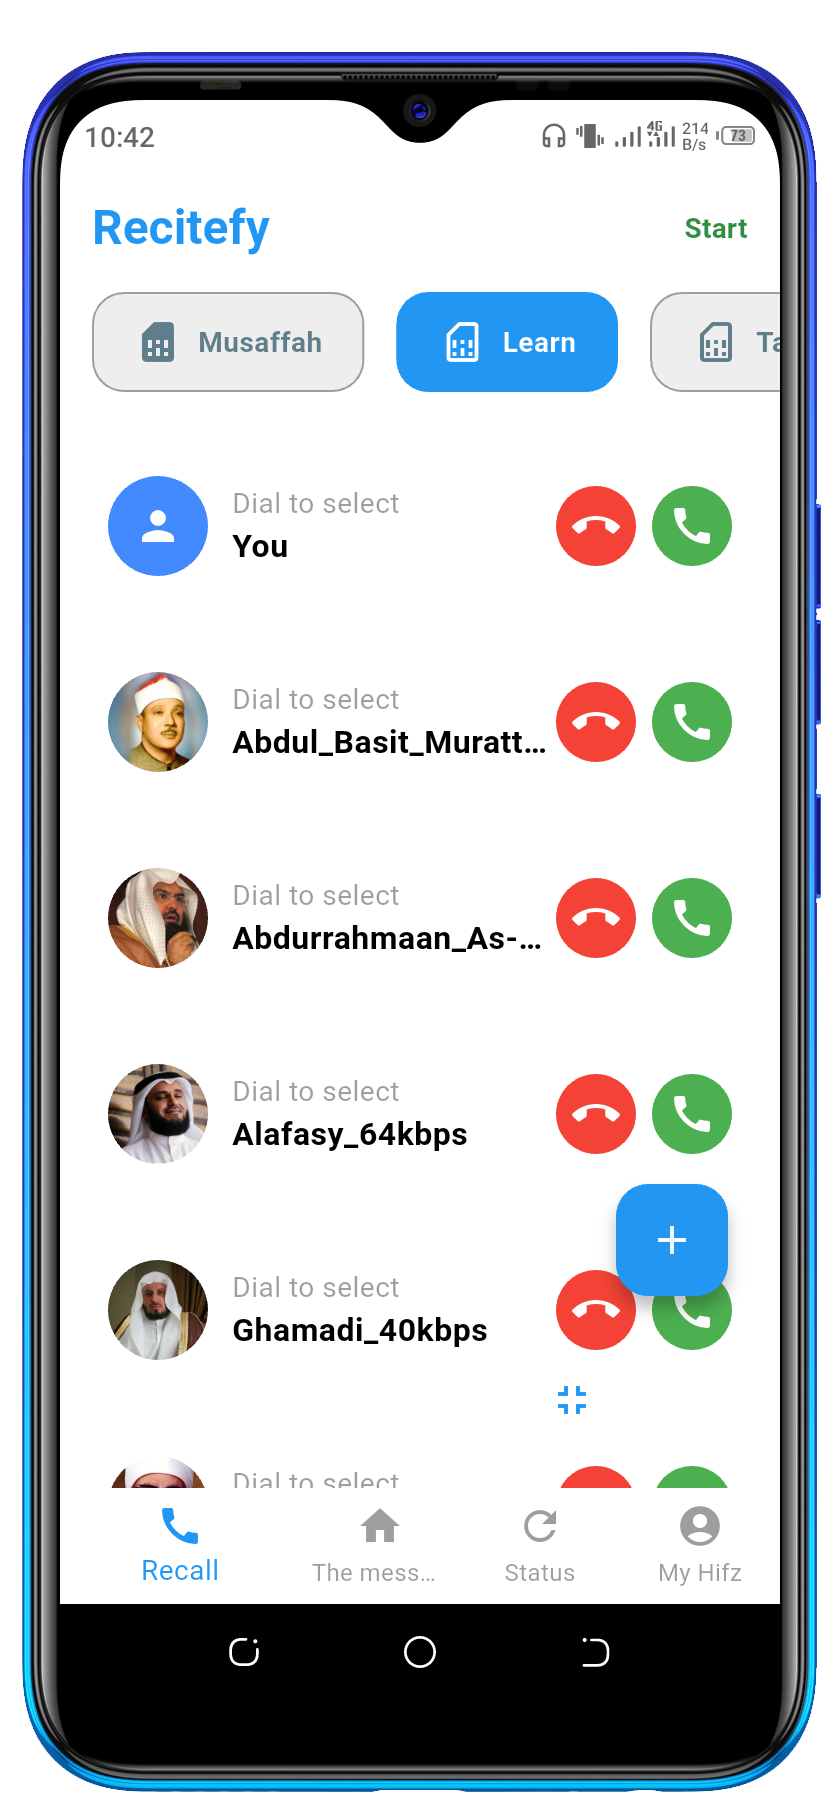 10:42
4G
214
B/s
73
Recitefy
Start
Musaffah
Learn
Ta
Dial to select
You
Dial to select
Abdul_Basit_Muratt...
Dial to select
Abdurrahmaan_As-...
Dial to select
Alafasy_64kbps
Dial to select
Ghamadi_40kbps
Dial to select
Recall
The mess...
Status
My Hifz